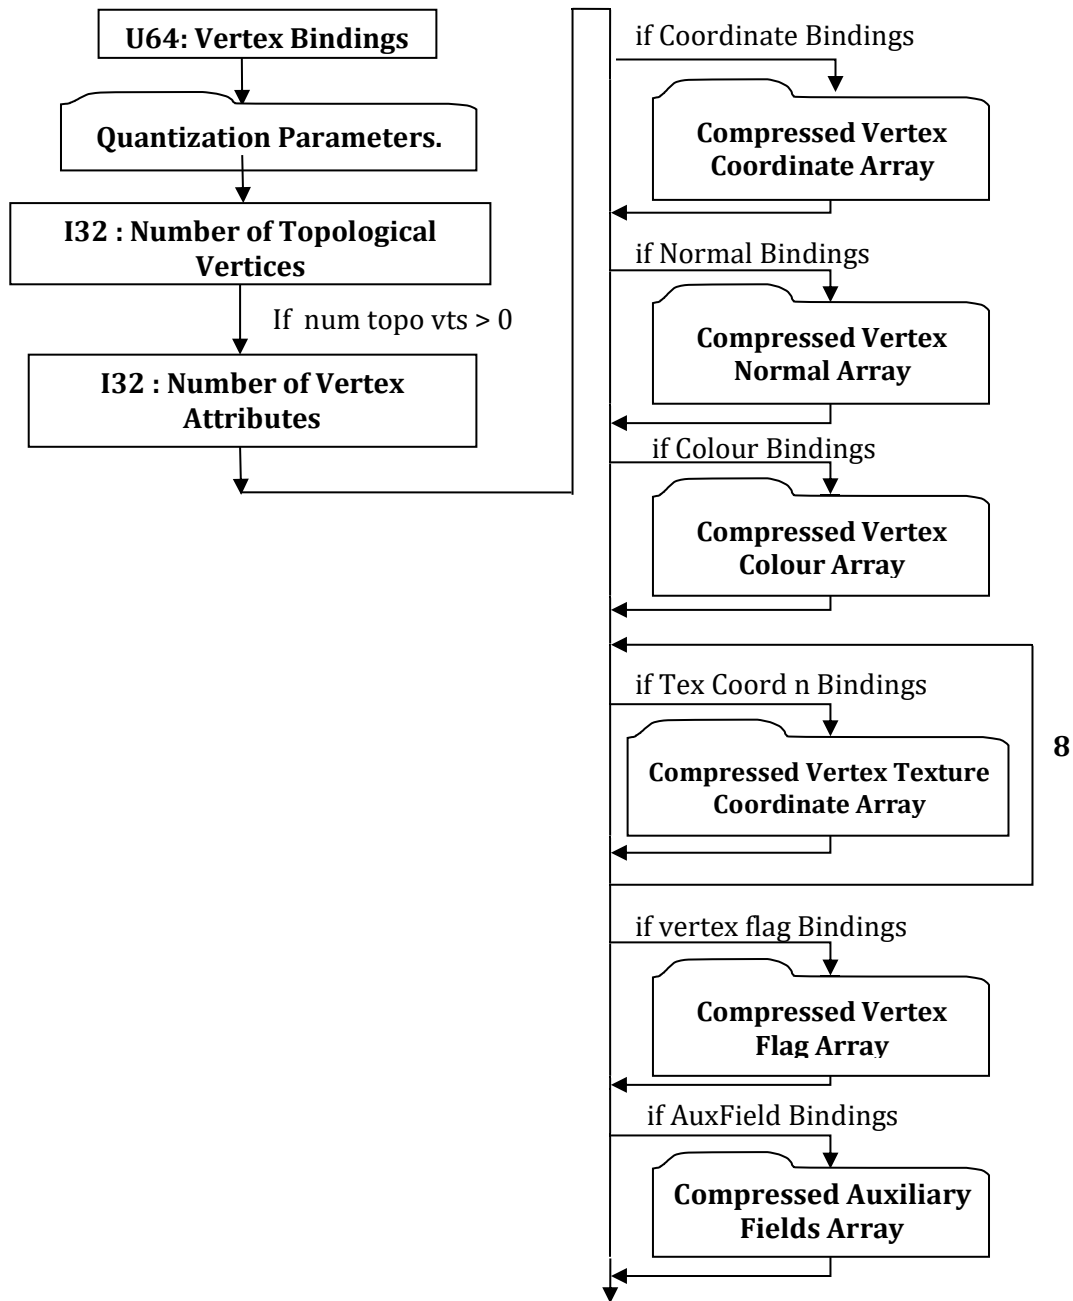 U64: Vertex Bindings
Quantization Parameters.
I32 : Number of Topological
Vertices
If num topo vts > 0
I32 : Number of Vertex
Attributes
if Coordinate Bindings
Compressed Vertex
Coordinate Array
if Normal Bindings
Compressed Vertex
Normal Array
if Colour Bindings
Compressed Vertex
Colour Array
if Tex Coord n Bindings
Compressed Vertex Texture
Coordinate Array
8
if vertex flag Bindings
Compressed Vertex
Flag Array
if AuxField Bindings
Compressed Auxiliary
Fields Array